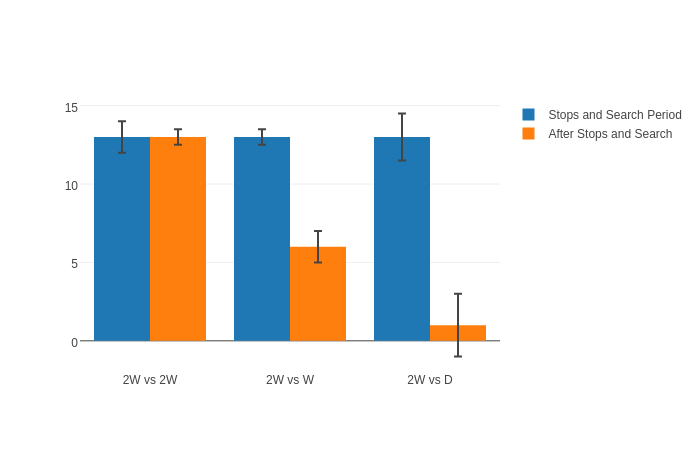 15
10
5
0
2W vs 2W
2W vs W
2W vs D
Stops and Search Period
After Stops and Search